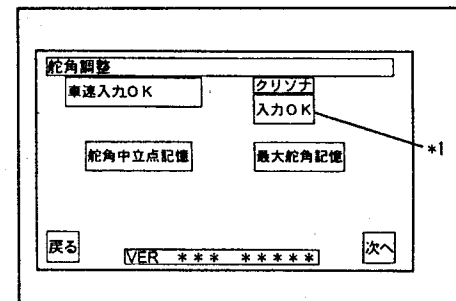 舵角調整
車速入力OK
クリソナ
入力OK
*1
舵角中立点記憶
最大舵角記憶
戻る
VER *** *****
次へ